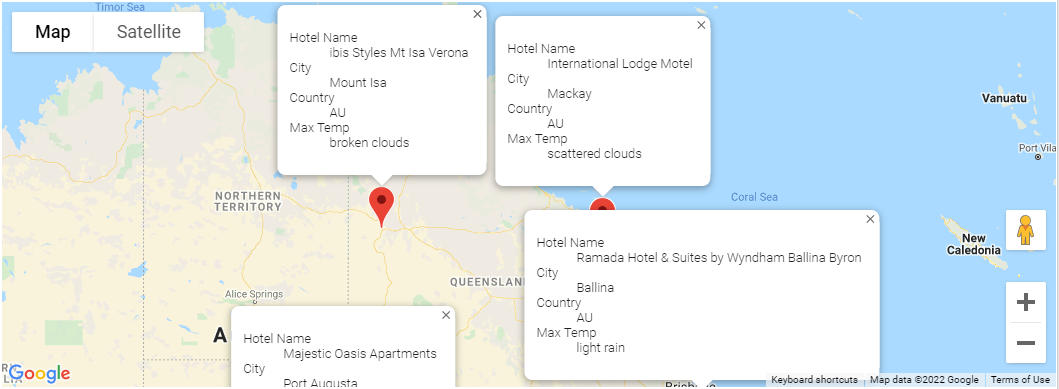 Timor Sea
Map
Satellite
Hotel Name
ibis Styles Mt Isa Verona
City
Mount Isa
Country
AU
Max Temp
broken clouds
Hotel Name
International Lodge Motel
City
Mackay
Country
AU
Max Temp
scattered clouds
Vanuatu
Port Vila
NORTHERN
TERRITORY
Coral Sea
New
Caledonia
QUEENSLAND
Alice Springs
A
Hotel Name
Ramada Hotel & Suites by Wyndham Ballina Byron
City
Ballina
Country
AU
Max Temp
light rain
Hotel Name
Majestic Oasis Apartments
City
Port Augusta
Google
Brisbane
Keyboard shortcuts
Map data ©2022 Google
Terms of Use